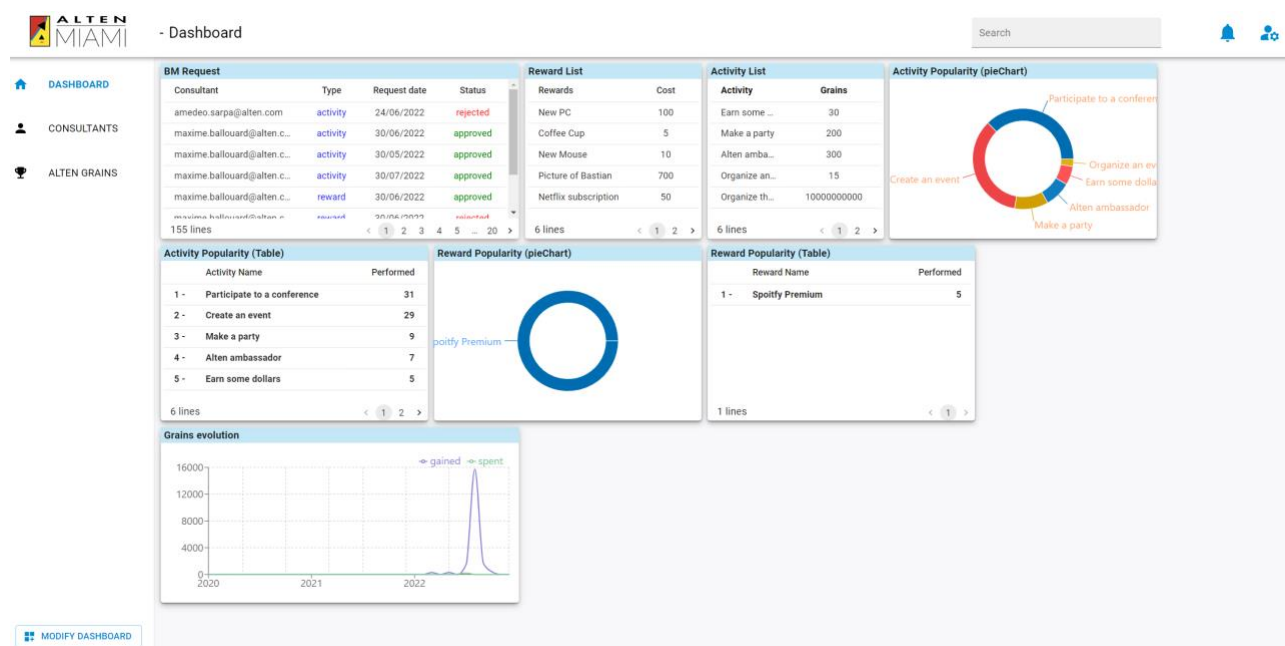 ALTEN
MIAMI
- Dashboard
Search
DASHBOARD
CONSULTANTS
ALTEN GRAINS
MODIFY DASHBOARD
BM Request
Consultant Type Request date Status
amedeo.sarpa@alten.com activity 24/06/2022 rejected
maxime.ballouard@alten.c... activity 30/06/2022 approved
maxime.ballouard@alten.c... activity 30/05/2022 approved
maxime.ballouard@alten.c... activity 30/07/2022 approved
maxime.ballouard@alten.c... reward 30/06/2022 approved
maxime.ballouard@alten.c... reward 30/06/2022 rejected
155 lines < 1 2 3 4 5 ... 20 >
Reward List
Rewards Cost
New PC 100
Coffee Cup 5
New Mouse 10
Picture of Bastian 700
Netflix subscription 50
6 lines < 1 2 >
Activity List
Activity Grains
Earn some ... 30
Make a party 200
Alten amba... 300
Organize an... 15
Organize th... 10000000000
6 lines < 1 2 >
Activity Popularity (pieChart)
Participate to a conferen
Organize an ev
Create an event
Earn some dolla
Alten ambassador
Make a party
Activity Popularity (Table)
Activity Name Performed
1 - Participate to a conference 31
2 - Create an event 29
3 - Make a party 9
4 - Alten ambassador 7
5 - Earn some dollars 5
6 lines < 1 2 >
Reward Popularity (pieChart)
poitfy Premium
Reward Popularity (Table)
Reward Name Performed
1 - Spoitfy Premium 5
1 lines < 1 >
Grains evolution
gained spent
16000
12000
8000
4000
0
2020 2021 2022